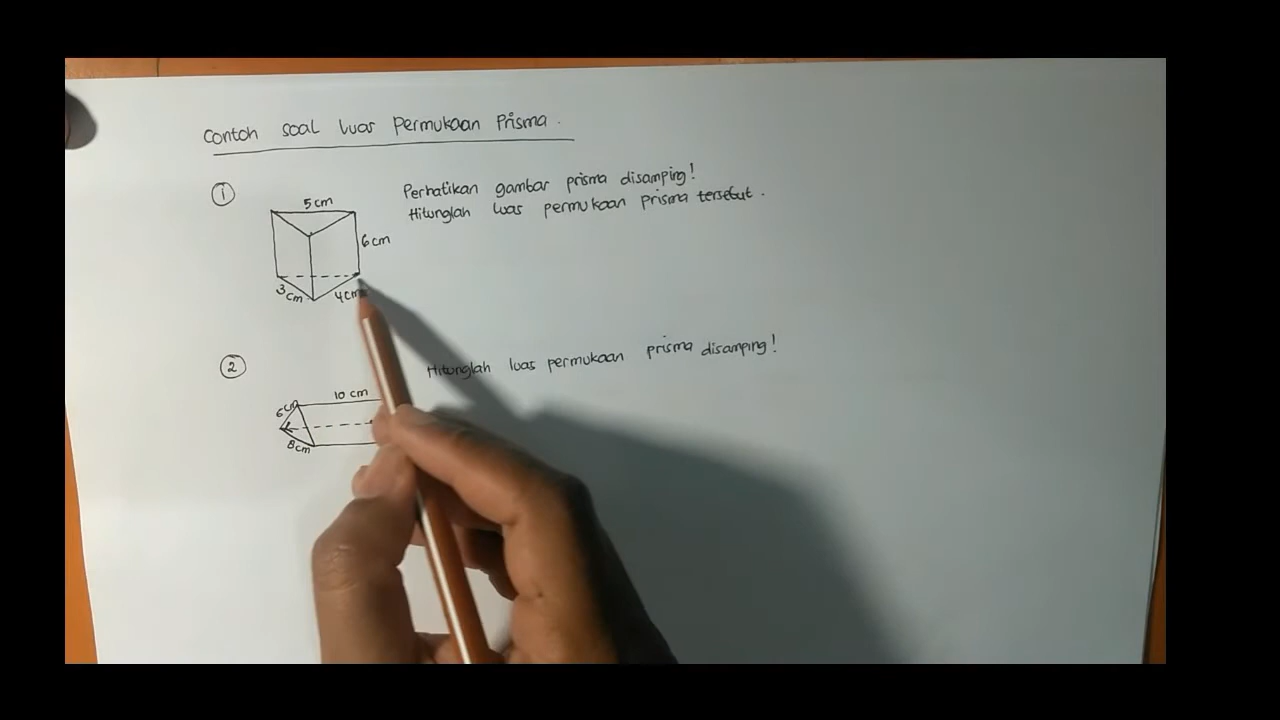 Contoh soal luas permukaan Prisma.
1
Perhatikan gambar prisma disamping!
Hitunglah luas permukaan prisma tersebut.
5 cm
6 cm
3 cm
4 cm
2
Hitunglah luas permukaan prisma disamping!
10 cm
6 cm
8 cm